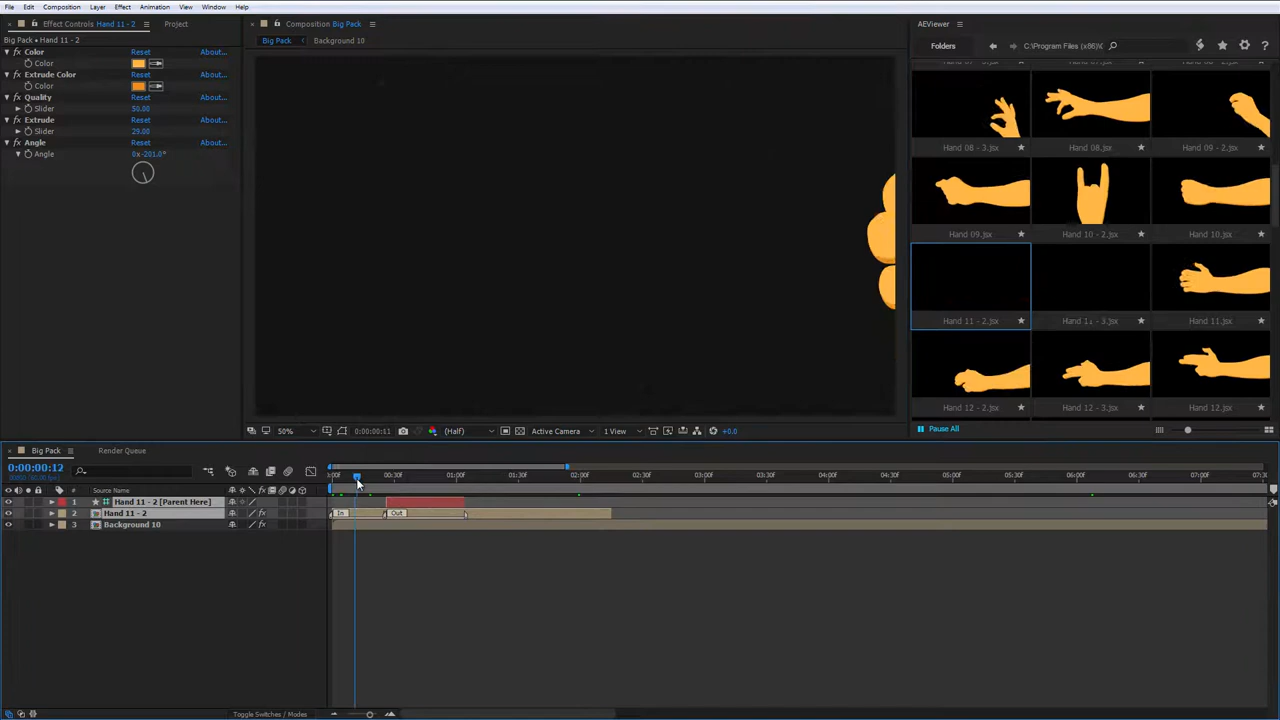 File Edit Composition Layer Effect Animation View Window Help
Effect Controls Hand 11 - 2 Project
Big Pack • Hand 11 - 2
Color Reset About...
Color
Extrude Color Reset About...
Color
Quality Reset About...
Slider 50.00
Extrude Reset About...
Slider 29.00
Angle Reset About...
Angle 0x-201.0°
Composition Big Pack
Big Pack Background 10
50% 0:00:00:11 (Half) Active Camera 1 View +0.0
AEViewer
Folders C:\Program Files (x86)\C
Hand 08 - 3.jsx Hand 08.jsx Hand 09 - 2.jsx
Hand 09.jsx Hand 10 - 2.jsx Hand 10.jsx
Hand 11 - 2.jsx Hand 11 - 3.jsx Hand 11.jsx
Hand 12 - 2.jsx Hand 12 - 3.jsx Hand 12.jsx
Pause All
Big Pack Render Queue
0:00:00:12
:00f 00:30f 01:00f 01:30f 02:00f 02:30f 03:00f 03:30f 04:00f 04:30f 05:00f 05:30f 06:00f 06:30f 07:00f
# Source Name
1 Hand 11 - 2 [Parent Here]
2 Hand 11 - 2 In Out
3 Background 10
Toggle Switches / Modes